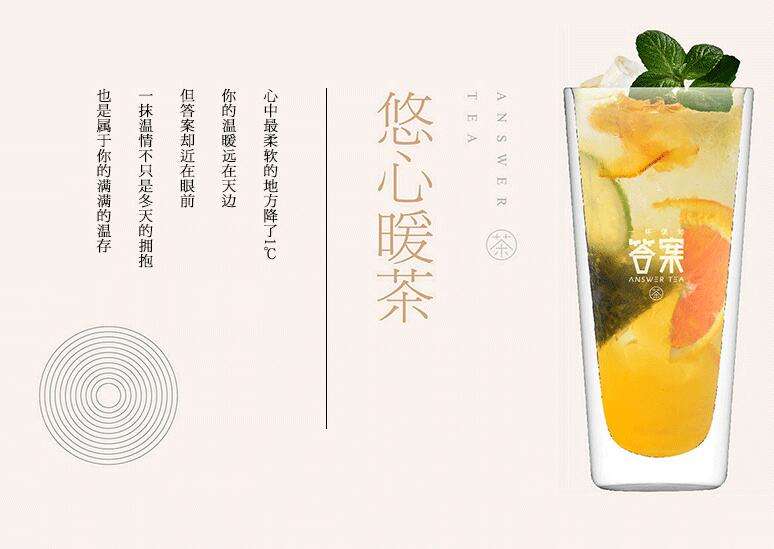 ANSWER
TEA
茶
悠心暖茶
心中最柔软的地方降了1℃
你的温暖远在天边
但答案却近在眼前
一抹温情不只是冬天的拥抱
也是属于你的满满的温存
答案
ANSWER TEA
茶